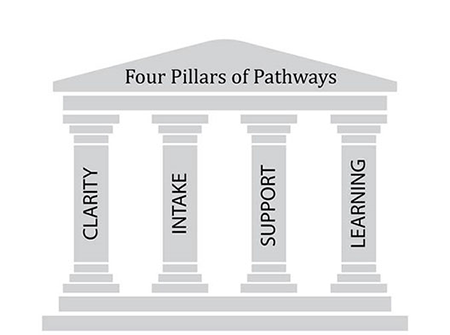 Four Pillars of Pathways
CLARITY
INTAKE
SUPPORT
LEARNING